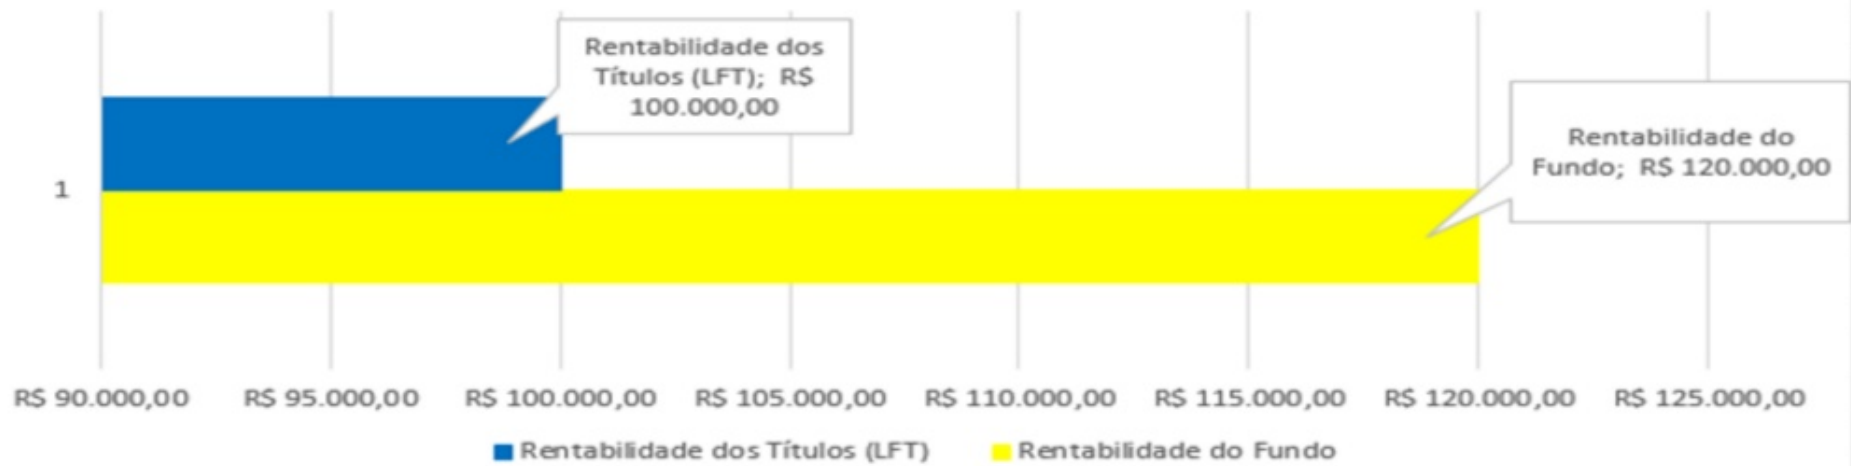 Rentabilidade dos
Títulos (LFT); R$
100.000,00
Rentabilidade do
Fundo; R$ 120.000,00
1
R$ 90.000,00 R$ 95.000,00 R$ 100.000,00 R$ 105.000,00 R$ 110.000,00 R$ 115.000,00 R$ 120.000,00 R$ 125.000,00
Rentabilidade dos Títulos (LFT) Rentabilidade do Fundo